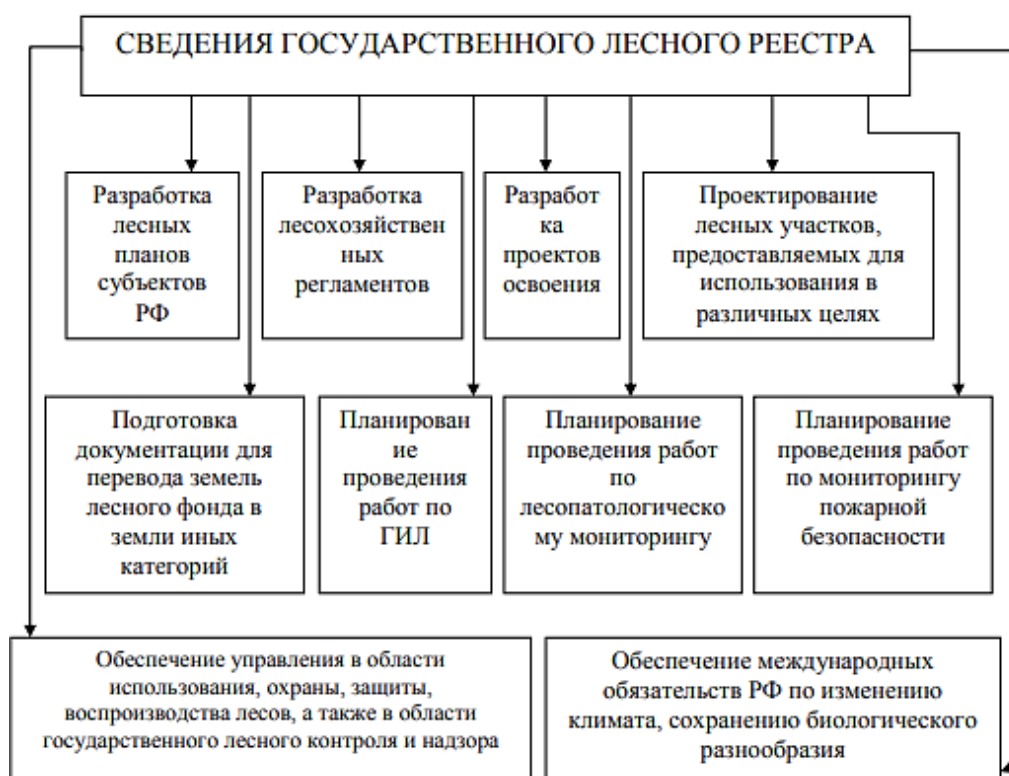 СВЕДЕНИЯ ГОСУДАРСТВЕННОГО ЛЕСНОГО РЕЕСТРА
Разработка
лесных
планов
субъектов
РФ
Разработка
лесохозяйствен
ных
регламентов
Разработ
ка
проектов
освоения
Проектирование
лесных участков,
предоставляемых для
использования в
различных целях
Подготовка
документации для
перевода земель
лесного фонда в
земли иных
категорий
Планирован
ие
проведения
работ по
ГИЛ
Планирование
проведения работ
по
лесопатологическо
му мониторингу
Планирование
проведения работ
по мониторингу
пожарной
безопасности
Обеспечение управления в области
использования, охраны, защиты,
воспроизводства лесов, а также в области
государственного лесного контроля и надзора
Обеспечение международных
обязательств РФ по изменению
климата, сохранению биологического
разнообразия